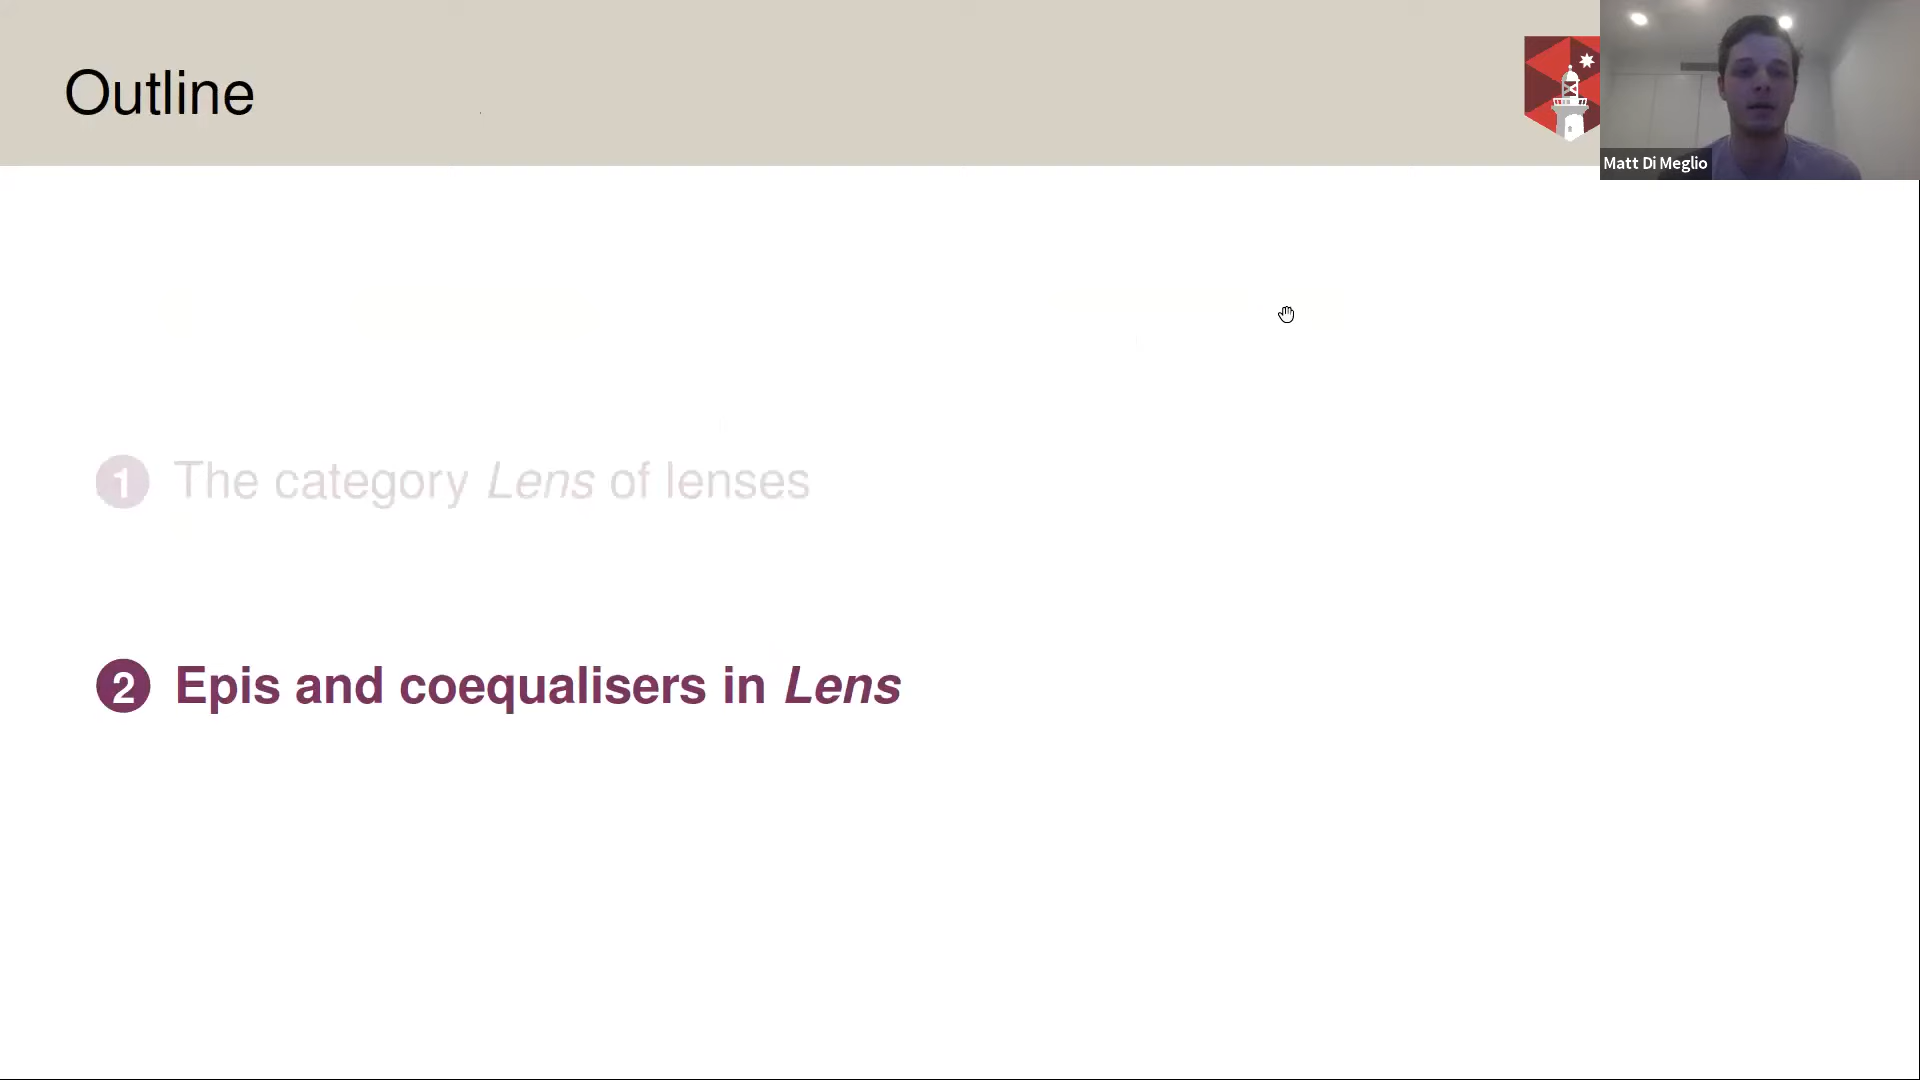 Outline
Matt Di Meglio
1 The category Lens of lenses
2 Epis and coequalisers in Lens